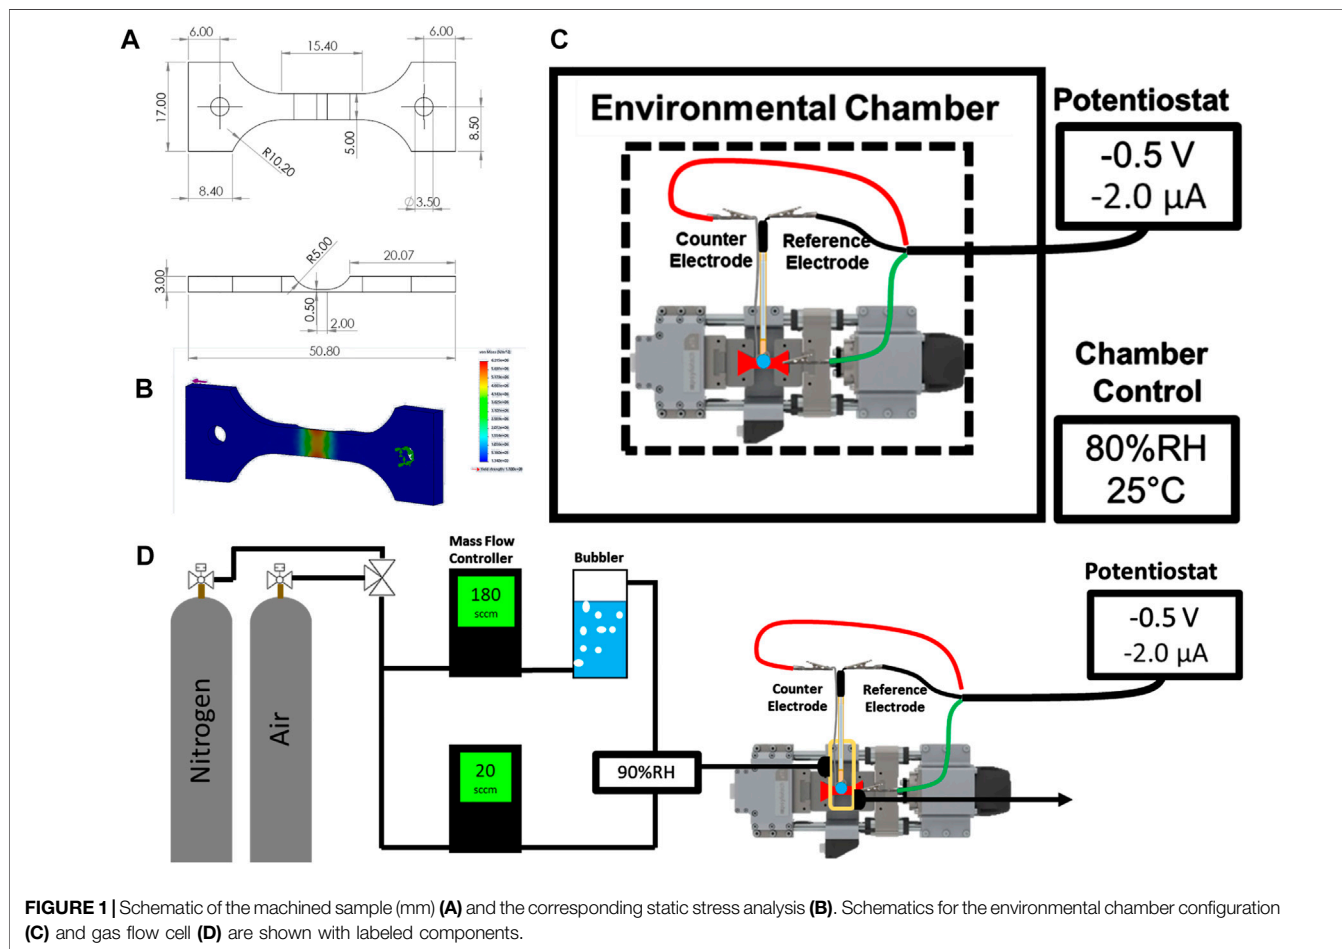 A
6.00
15.40
6.00
17.00
5.00
8.50
R10.20
8.40
Ø3.50
R5.00
20.07
3.00
0.50
2.00
50.80
B
C
Environmental Chamber
Counter
Electrode
Reference
Electrode
Potentiostat
-0.5 V
-2.0 µA
Chamber
Control
80%RH
25°C
D
Nitrogen
Air
Mass Flow
Controller
180
sccm
20
sccm
Bubbler
90%RH
Counter
Electrode
Reference
Electrode
Potentiostat
-0.5 V
-2.0 µA
FIGURE 1 | Schematic of the machined sample (mm) (A) and the corresponding static stress analysis (B). Schematics for the environmental chamber configuration
(C) and gas flow cell (D) are shown with labeled components.